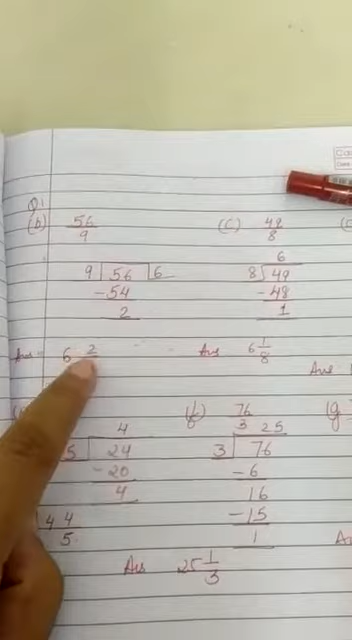 Q1
(b) 56/9 (c) 49/8
6
9 | 56 | 6 8 ) 49
-54 -48
2 1
Ans 6 2/ Ans 6 1/8
Ans
4 (f) 76/3 25 (g)
5 | 24 3 | 76
-20 -6
4 16
4 4/5 -15
1
Ans 25 1/3